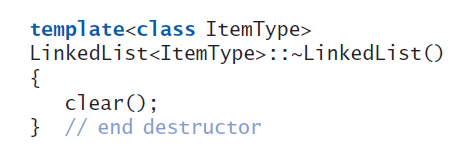 template<class ItemType>
LinkedList<ItemType>::~LinkedList()
{
   clear();
}  // end destructor